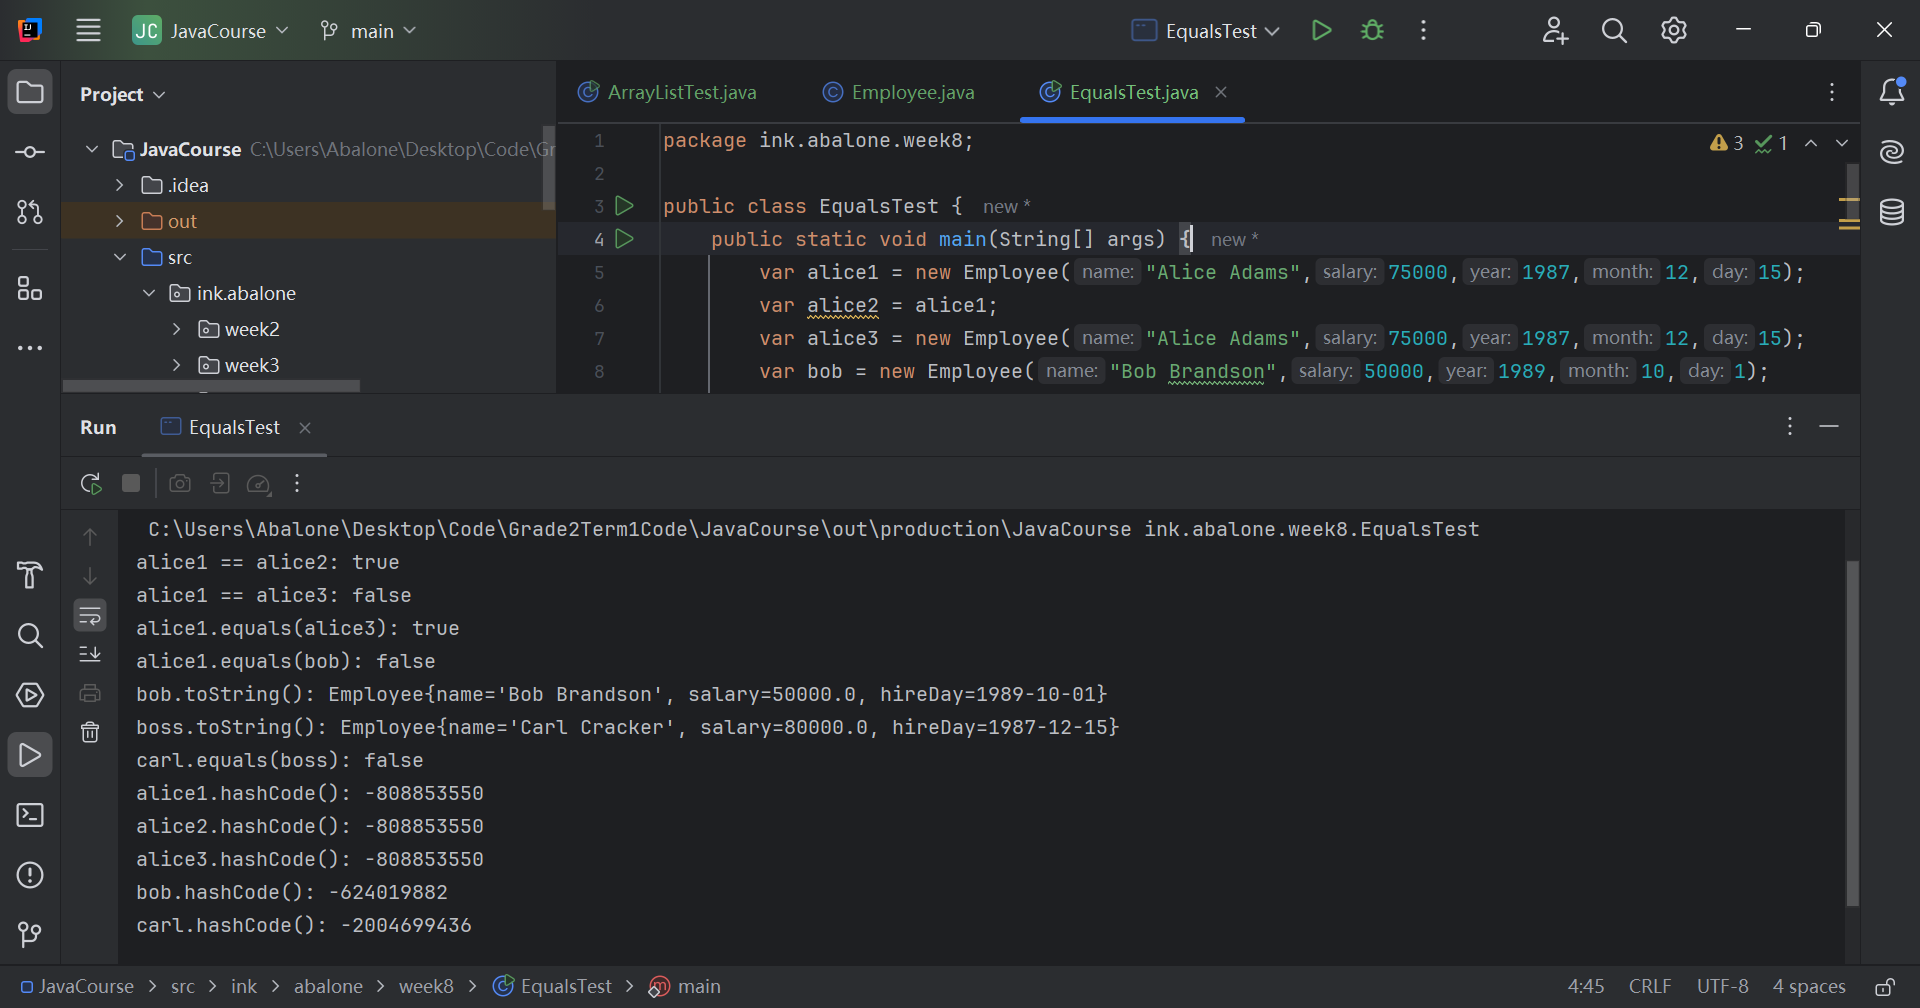 JC JavaCourse main EqualsTest
Project
JavaCourse C:\Users\Abalone\Desktop\Code\Gr
.idea
out
src
ink.abalone
week2
week3
ArrayListTest.java Employee.java EqualsTest.java
3 1
1 package ink.abalone.week8;
2
3 public class EqualsTest { new *
4 public static void main(String[] args) { new *
5 var alice1 = new Employee( name: "Alice Adams", salary: 75000, year: 1987, month: 12, day: 15);
6 var alice2 = alice1;
7 var alice3 = new Employee( name: "Alice Adams", salary: 75000, year: 1987, month: 12, day: 15);
8 var bob = new Employee( name: "Bob Brandson", salary: 50000, year: 1989, month: 10, day: 1);
Run EqualsTest
C:\Users\Abalone\Desktop\Code\Grade2Term1Code\JavaCourse\out\production\JavaCourse ink.abalone.week8.EqualsTest
alice1 == alice2: true
alice1 == alice3: false
alice1.equals(alice3): true
alice1.equals(bob): false
bob.toString(): Employee{name='Bob Brandson', salary=50000.0, hireDay=1989-10-01}
boss.toString(): Employee{name='Carl Cracker', salary=80000.0, hireDay=1987-12-15}
carl.equals(boss): false
alice1.hashCode(): -808853550
alice2.hashCode(): -808853550
alice3.hashCode(): -808853550
bob.hashCode(): -624019882
carl.hashCode(): -2004699436
JavaCourse > src > ink > abalone > week8 > EqualsTest > main 4:45 CRLF UTF-8 4 spaces